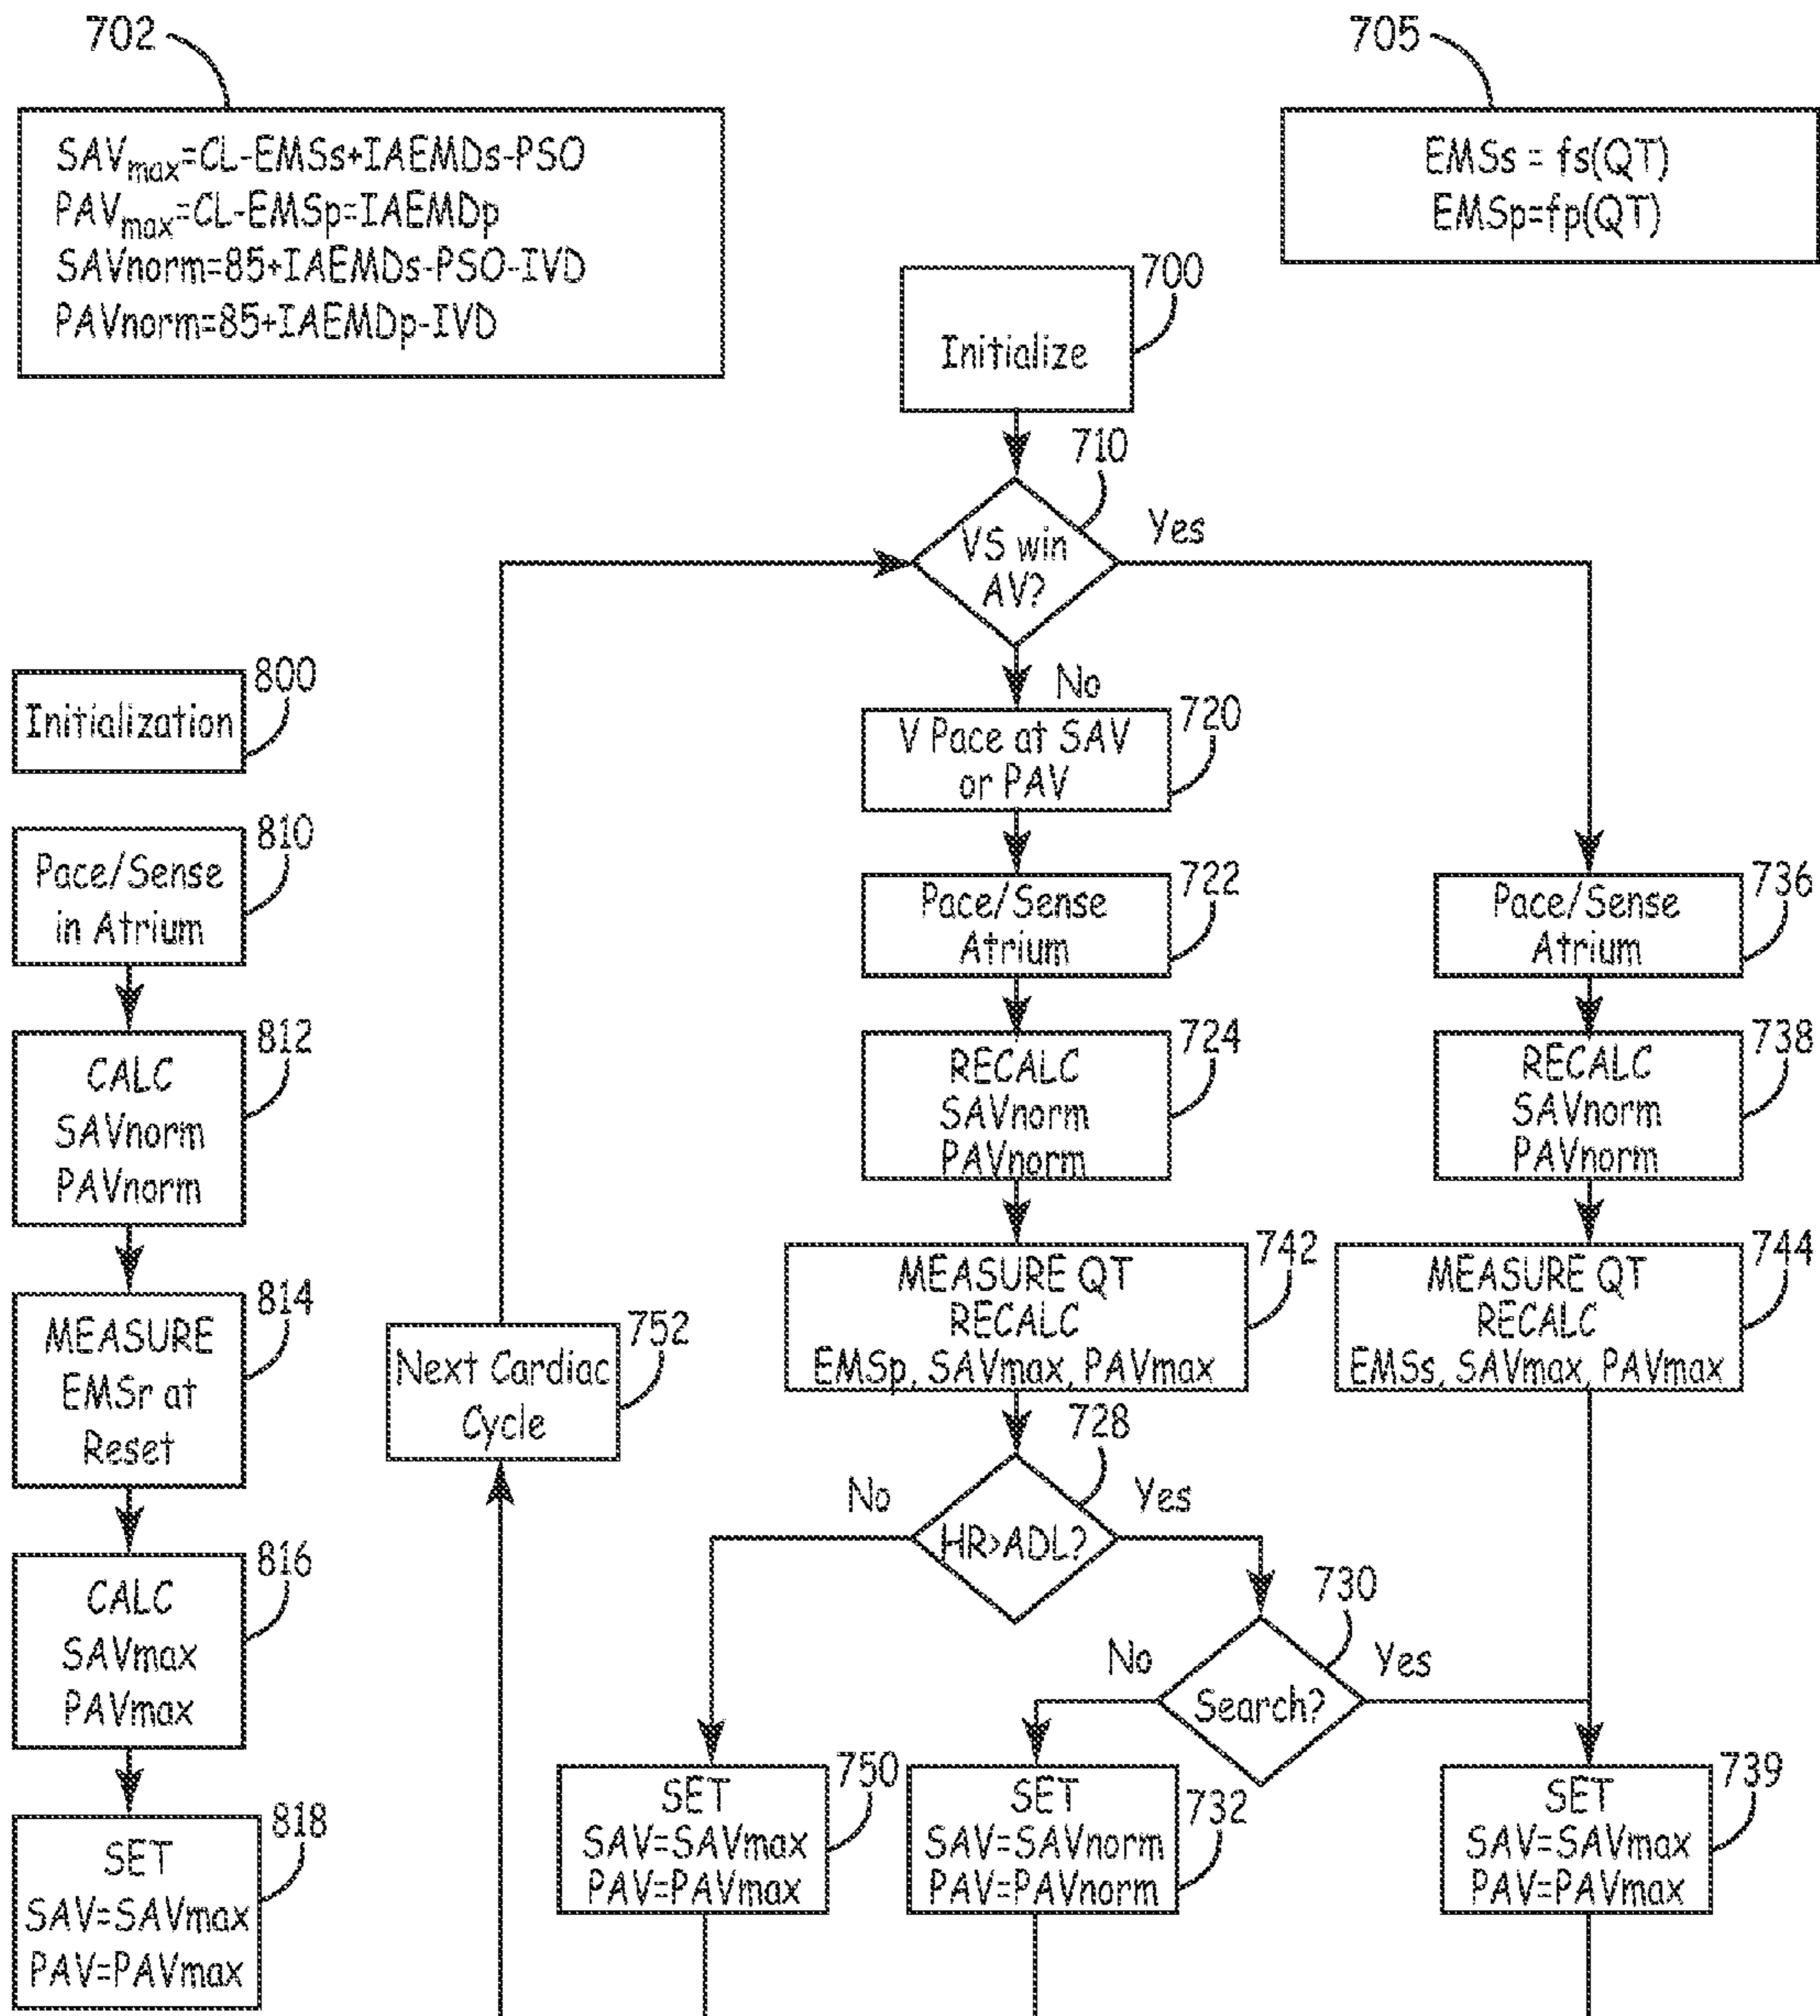 702
SAVmax=CL-EMSs+IAEMDs-PSO
PAVmax=CL-EMSp=IAEMDp
SAVnorm=85+IAEMDs-PSO-IVD
PAVnorm=85+IAEMDp-IVD
705
EMSs = fs(QT)
EMSp=fp(QT)
700
Initialize
710
VS win
AV?
Yes
No
800
Initialization
810
Pace/Sense
in Atrium
812
CALC
SAVnorm
PAVnorm
814
MEASURE
EMSr at
Reset
816
CALC
SAVmax
PAVmax
818
SET
SAV=SAVmax
PAV=PAVmax
752
Next Cardiac
Cycle
720
V Pace at SAV
or PAV
722
Pace/Sense
Atrium
724
RECALC
SAVnorm
PAVnorm
742
MEASURE QT
RECALC
EMSp, SAVmax, PAVmax
736
Pace/Sense
Atrium
738
RECALC
SAVnorm
PAVnorm
744
MEASURE QT
RECALC
EMSs, SAVmax, PAVmax
728
No
HR>ADL?
Yes
730
No
Search?
Yes
750
SET
SAV=SAVmax
PAV=PAVmax
732
SET
SAV=SAVnorm
PAV=PAVnorm
739
SET
SAV=SAVmax
PAV=PAVmax